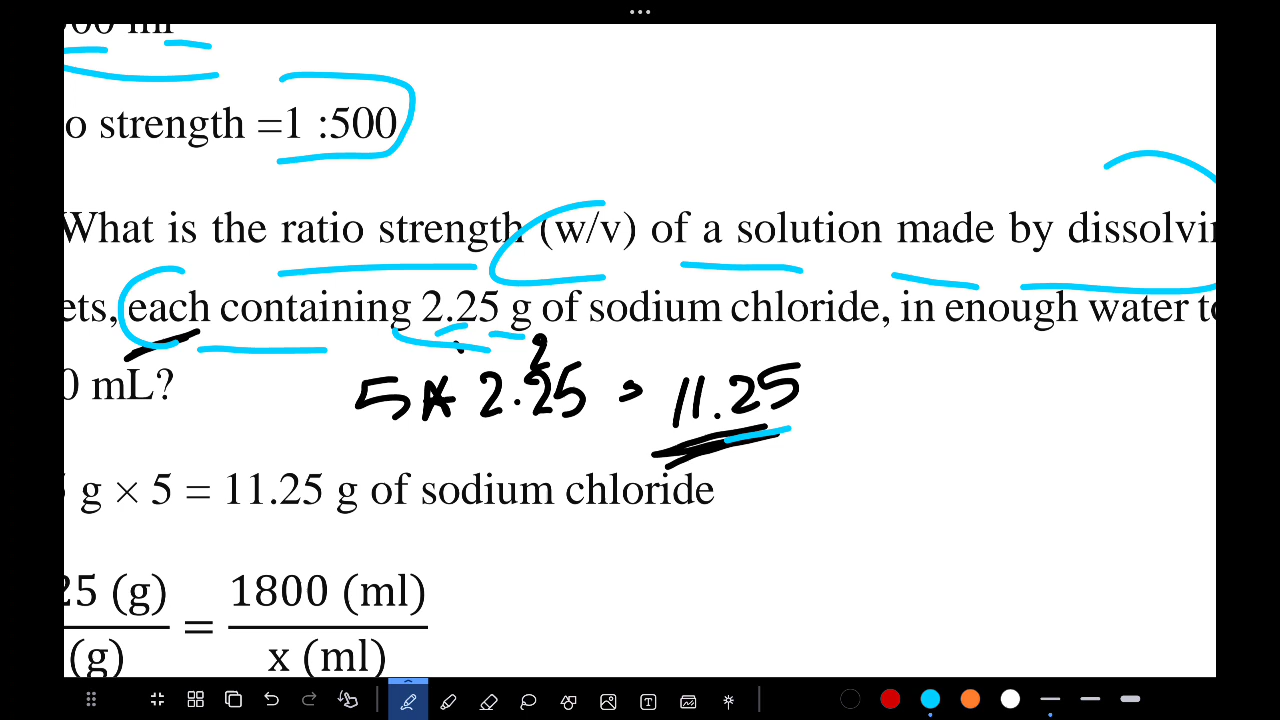 o strength =1 :500
What is the ratio strength (w/v) of a solution made by
each containing 2.25 g of sodium chloride, in enough water
0 mL?
5 * 2.25 = 11.25
2
g × 5 = 11.25 g of sodium chloride
25 (g) = 1800 (ml)
(g) x (ml)